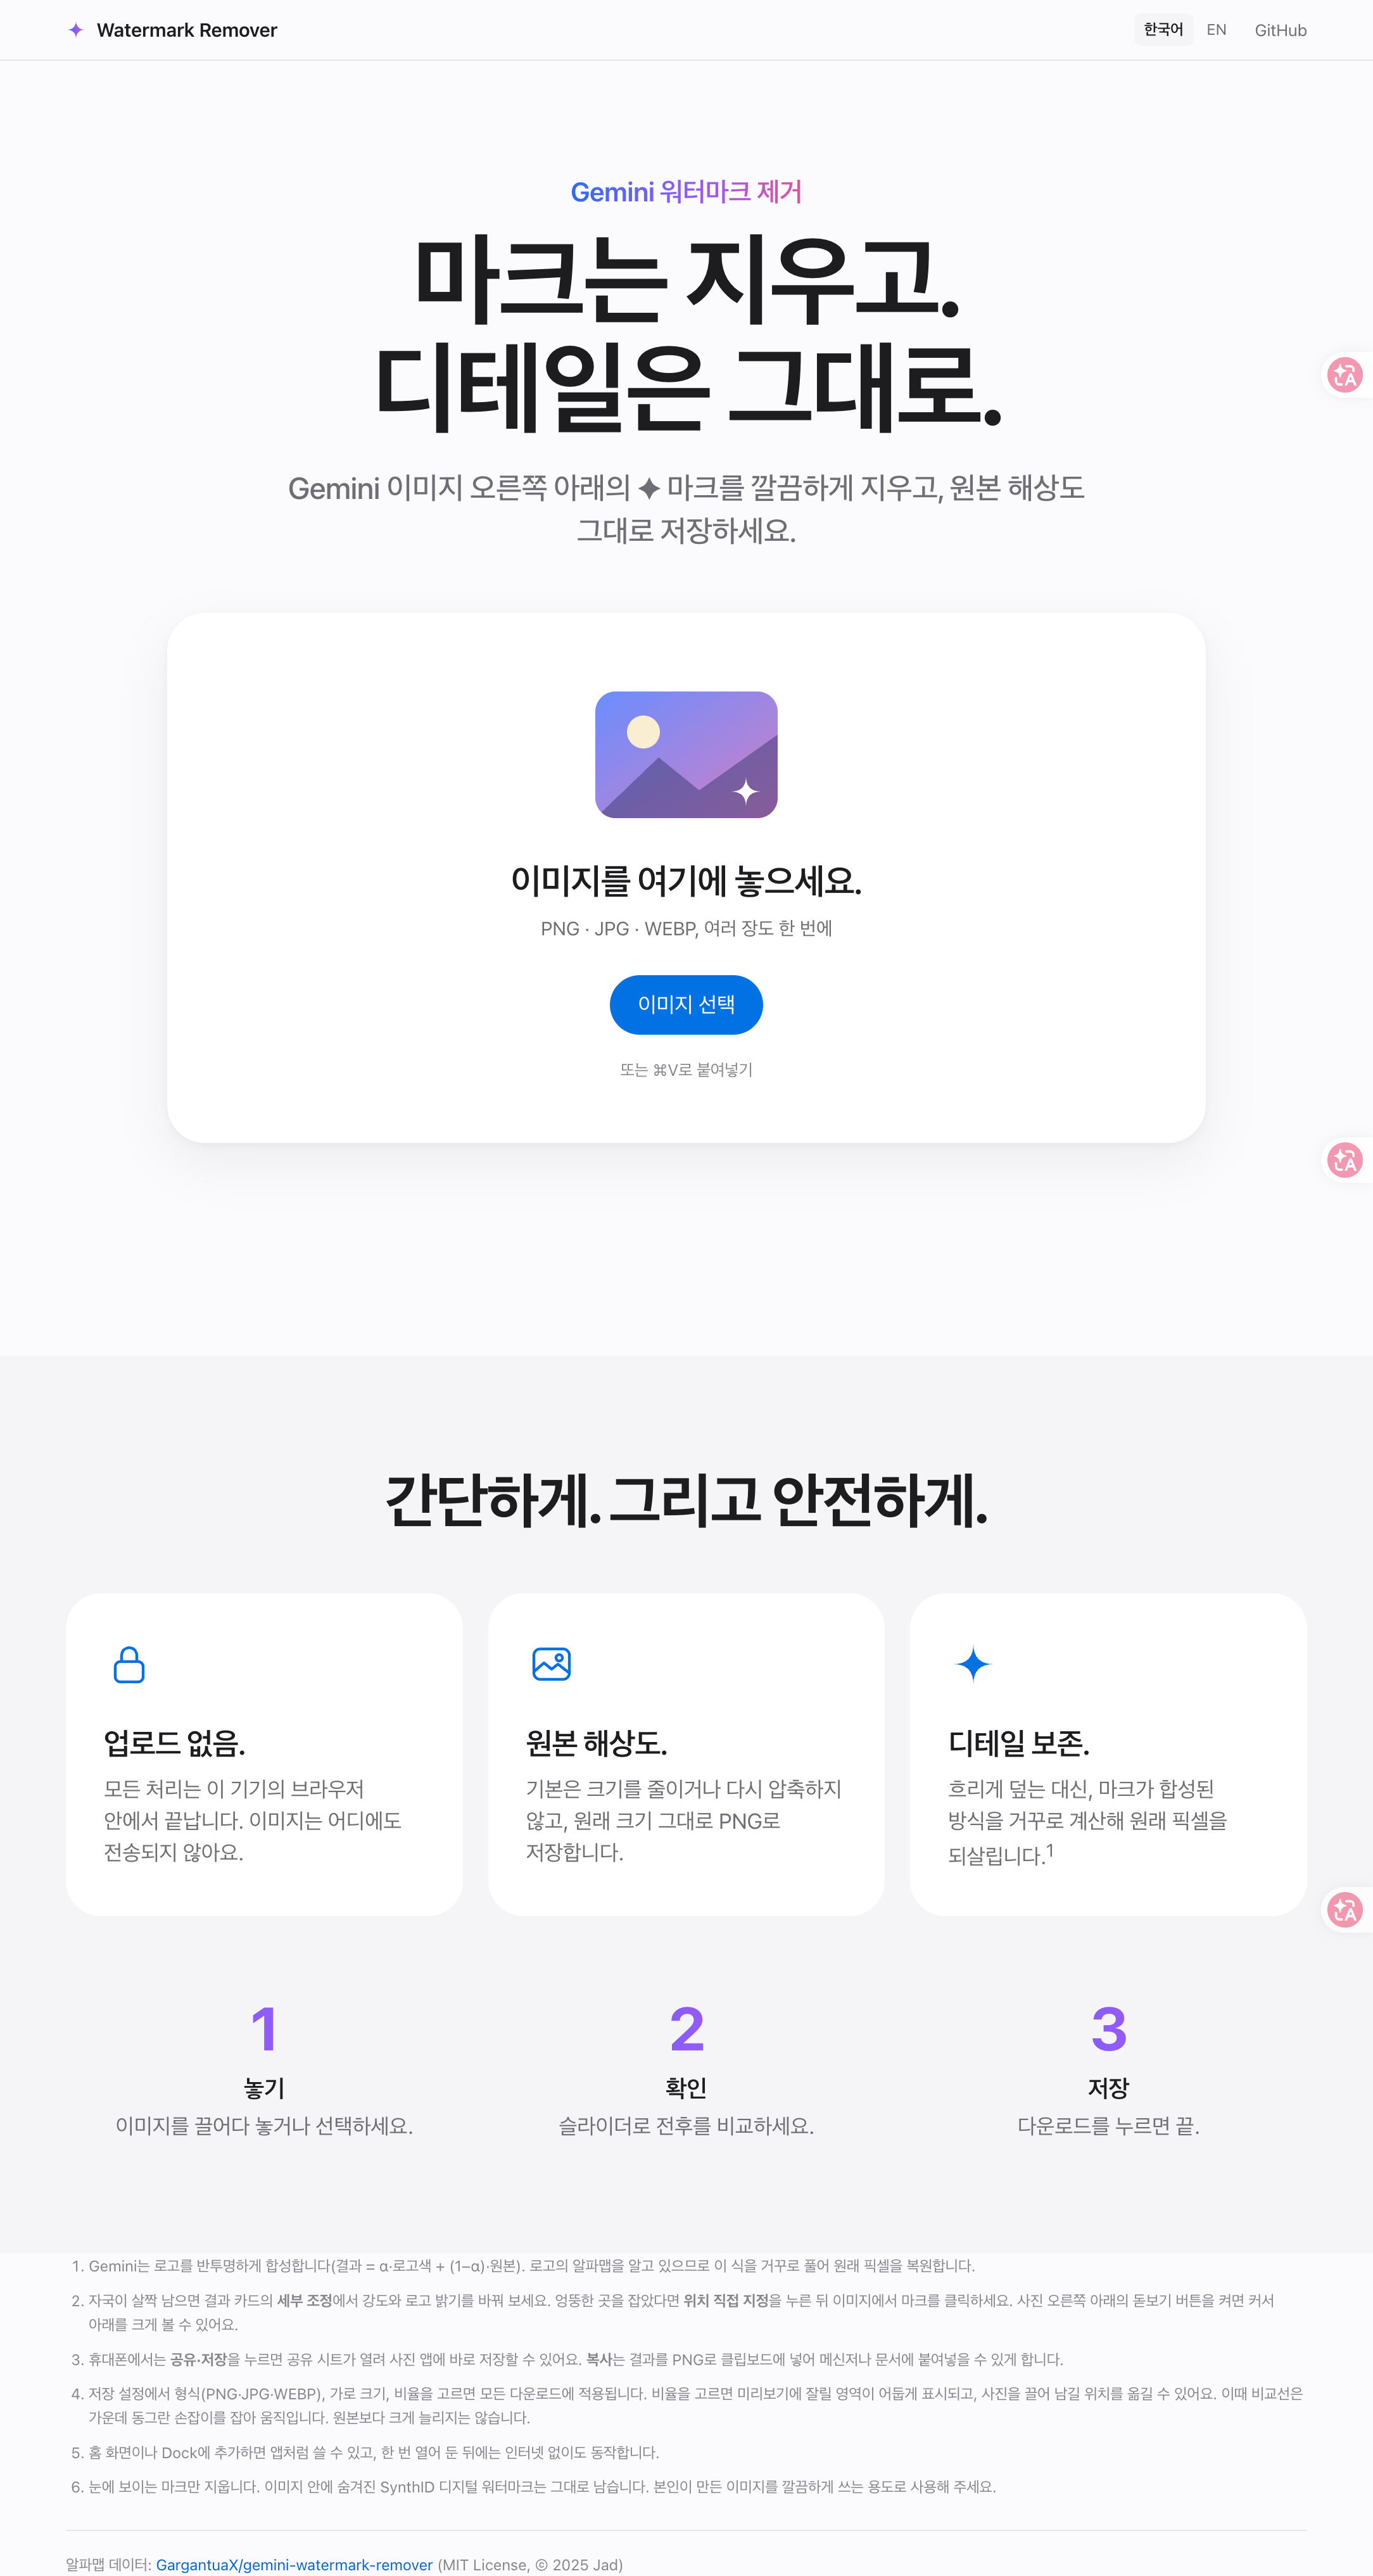 Watermark Remover
한국어 EN GitHub
Gemini 워터마크 제거
마크는 지우고.
디테일은 그대로.
Gemini 이미지 오른쪽 아래의 ✦ 마크를 깔끔하게 지우고, 원본 해상도
그대로 저장하세요.
이미지를 여기에 놓으세요.
PNG · JPG · WEBP, 여러 장도 한 번에
이미지 선택
또는 ⌘V로 붙여넣기
간단하게. 그리고 안전하게.
업로드 없음.
모든 처리는 이 기기의 브라우저
안에서 끝납니다. 이미지는 어디에도
전송되지 않아요.
원본 해상도.
기본은 크기를 줄이거나 다시 압축하지
않고, 원래 크기 그대로 PNG로
저장합니다.
디테일 보존.
흐리게 덮는 대신, 마크가 합성된
방식을 거꾸로 계산해 원래 픽셀을
되살립니다.1
1
놓기
이미지를 끌어다 놓거나 선택하세요.
2
확인
슬라이더로 전후를 비교하세요.
3
저장
다운로드를 누르면 끝.
1. Gemini는 로고를 반투명하게 합성합니다(결과 = α·로고색 + (1−α)·원본). 로고의 알파맵을 알고 있으므로 이 식을 거꾸로 풀어 원래 픽셀을 복원합니다.
2. 자국이 살짝 남으면 결과 카드의 세부 조정에서 강도와 로고 밝기를 바꿔 보세요. 엉뚱한 곳을 잡았다면 위치 직접 지정을 누른 뒤 이미지에서 마크를 클릭하세요. 사진 오른쪽 아래의 돋보기 버튼을 켜면 커서
아래를 크게 볼 수 있어요.
3. 휴대폰에서는 공유·저장을 누르면 공유 시트가 열려 사진 앱에 바로 저장할 수 있어요. 복사는 결과를 PNG로 클립보드에 넣어 메신저나 문서에 붙여넣을 수 있게 합니다.
4. 저장 설정에서 형식(PNG·JPG·WEBP), 가로 크기, 비율을 고르면 모든 다운로드에 적용됩니다. 비율을 고르면 미리보기에 잘릴 영역이 어둡게 표시되고, 사진을 끌어 남길 위치를 옮길 수 있어요. 이때 비교선은
가운데 동그란 손잡이를 잡아 움직입니다. 원본보다 크게 늘리지는 않습니다.
5. 홈 화면이나 Dock에 추가하면 앱처럼 쓸 수 있고, 한 번 열어 둔 뒤에는 인터넷 없이도 동작합니다.
6. 눈에 보이는 마크만 지웁니다. 이미지 안에 숨겨진 SynthID 디지털 워터마크는 그대로 남습니다. 본인이 만든 이미지를 깔끔하게 쓰는 용도로 사용해 주세요.
알파맵 데이터: GargantuaX/gemini-watermark-remover (MIT License, © 2025 Jad)